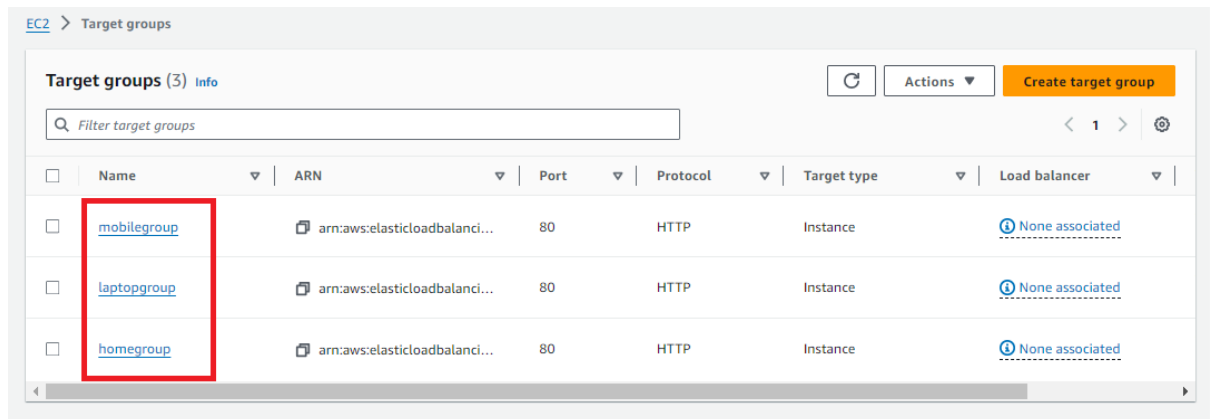 EC2 > Target groups
Target groups (3) Info
Actions
Create target group
Filter target groups
1
Name ARN Port Protocol Target type Load balancer
mobilegroup arn:aws:elasticloadbalanci... 80 HTTP Instance None associated
laptopgroup arn:aws:elasticloadbalanci... 80 HTTP Instance None associated
homegroup arn:aws:elasticloadbalanci... 80 HTTP Instance None associated